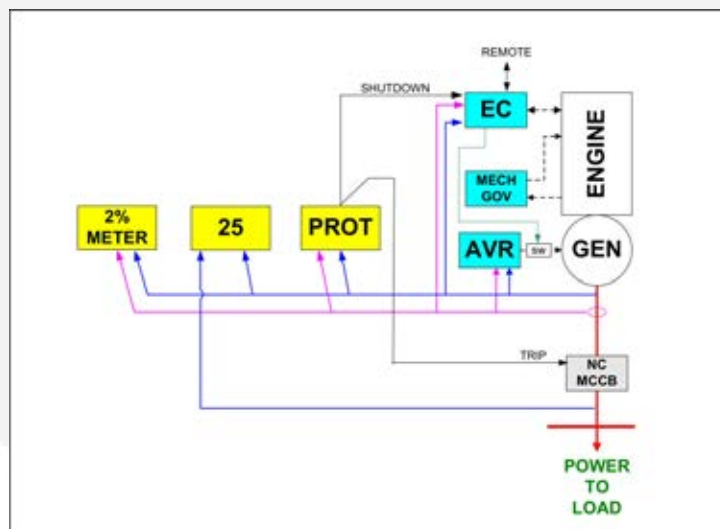 REMOTE
SHUTDOWN
EC
ENGINE
MECH
GOV
2%
METER
25
PROT
AVR
SW
GEN
TRIP
NC
MCCB
POWER
TO
LOAD